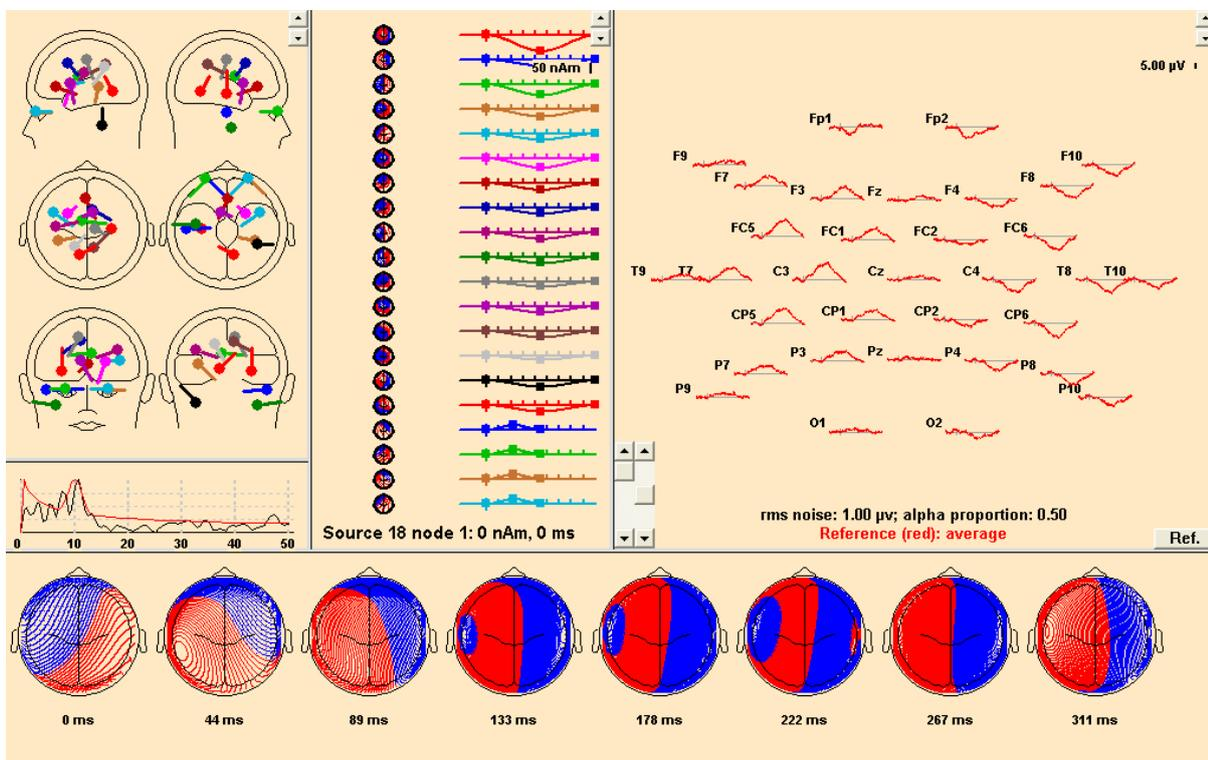 50 nAm
5.00 µV
Fp1 Fp2
F9 F10
F7 F3 Fz F4 F8
FC5 FC1 FC2 FC6
T9 T7 C3 Cz C4 T8 T10
CP5 CP1 CP2 CP6
P7 P3 Pz P4 P8
P9 P10
O1 O2
0 10 20 30 40 50
Source 18 node 1: 0 nAm, 0 ms
rms noise: 1.00 µv; alpha proportion: 0.50
Reference (red): average
Ref.
0 ms 44 ms 89 ms 133 ms 178 ms 222 ms 267 ms 311 ms